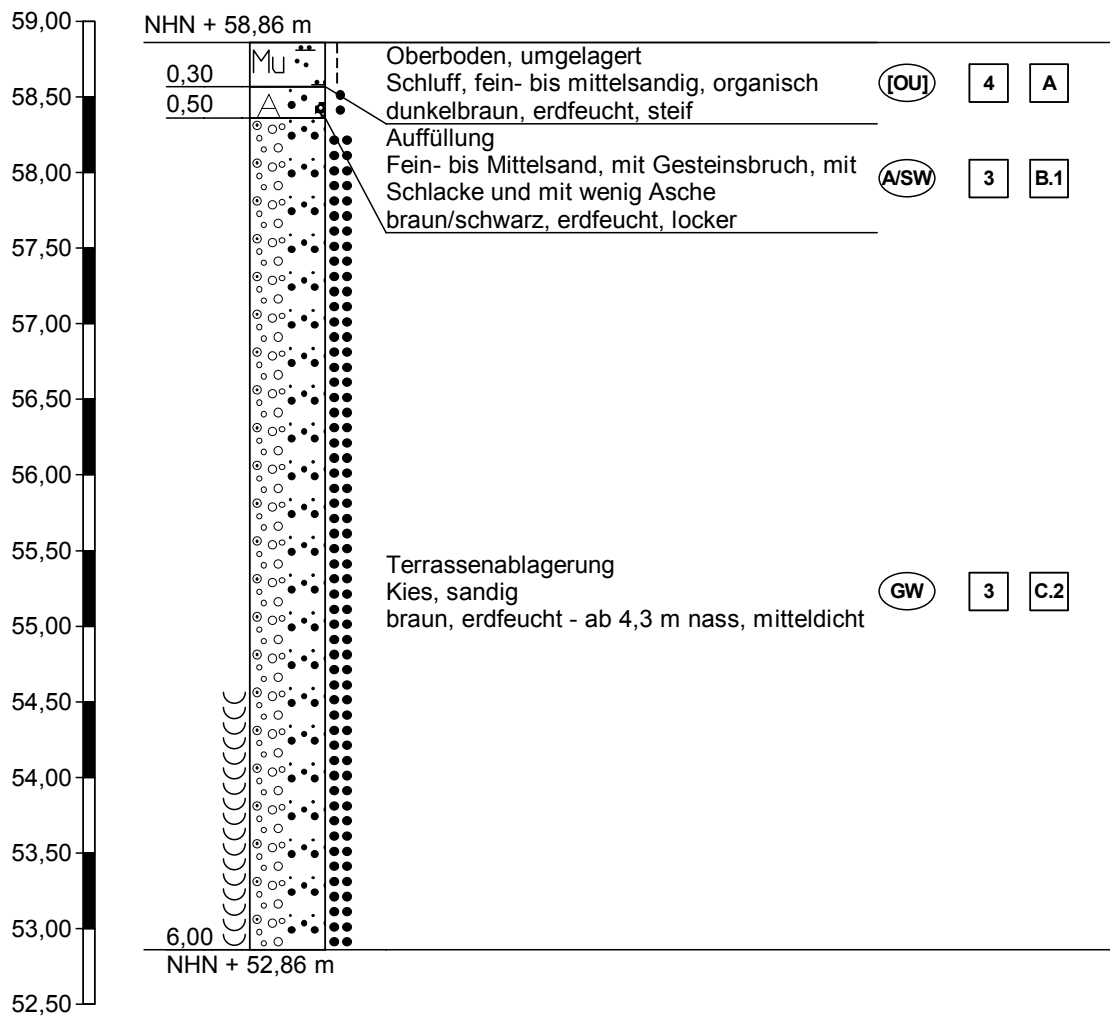 59,00
58,50
58,00
57,50
57,00
56,50
56,00
55,50
55,00
54,50
54,00
53,50
53,00
52,50
NHN + 58,86 m
0,30
0,50
6,00
NHN + 52,86 m
Mu
A
Oberboden, umgelagert
Schluff, fein- bis mittelsandig, organisch
dunkelbraun, erdfeucht, steif
[OU] 4 A
Auffüllung
Fein- bis Mittelsand, mit Gesteinsbruch, mit
Schlacke und mit wenig Asche
braun/schwarz, erdfeucht, locker
A/SW 3 B.1
Terrassenablagerung
Kies, sandig
braun, erdfeucht - ab 4,3 m nass, mitteldicht
GW 3 C.2